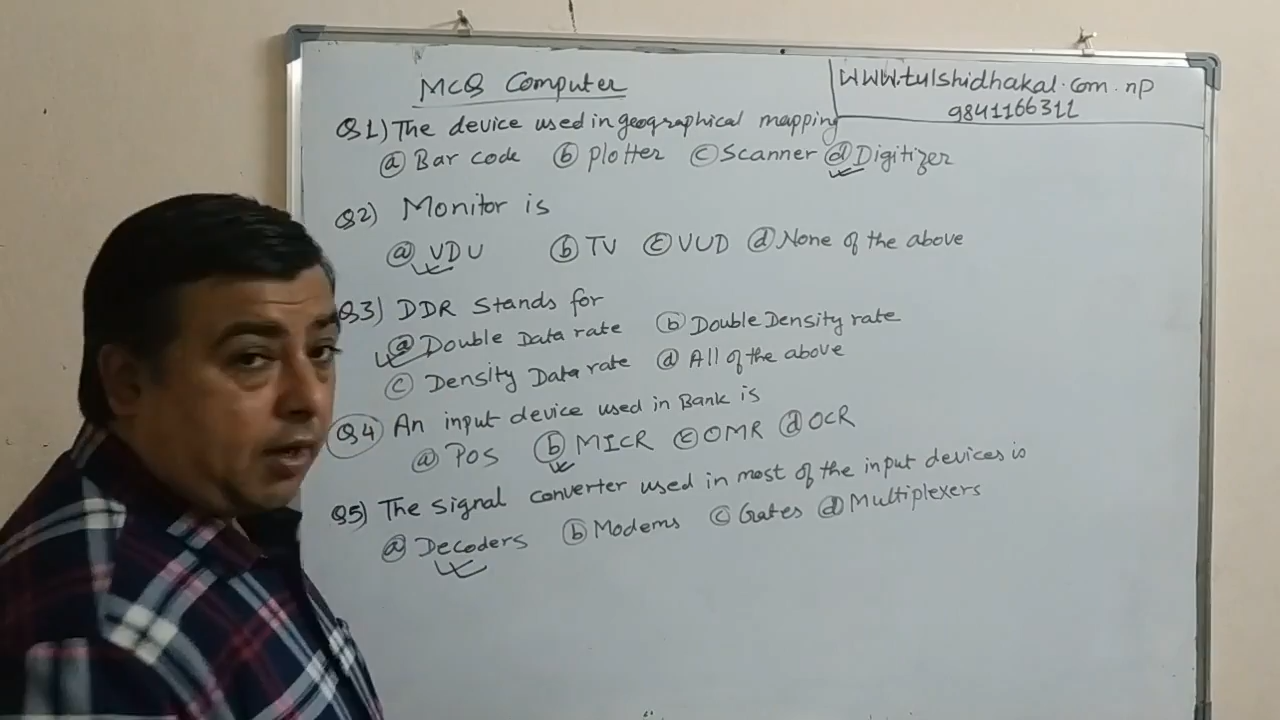 MCQ Computer
www.tulshidhakal.com.np
9841166311
Q1) The device used in geographical mapping
(a) Bar code (b) plotter (c) Scanner (d) Digitizer
Q2) Monitor is
(a) VDU (b) TV (c) VUD (d) None of the above
Q3) DDR Stands for
(a) Double Data rate (b) Double Density rate
(c) Density Data rate (d) All of the above
Q4) An input device used in Bank is
(a) POS (b) MICR (c) OMR (d) OCR
Q5) The signal converter used in most of the input devices is
(a) Decoders (b) Modems (c) Gates (d) Multiplexers